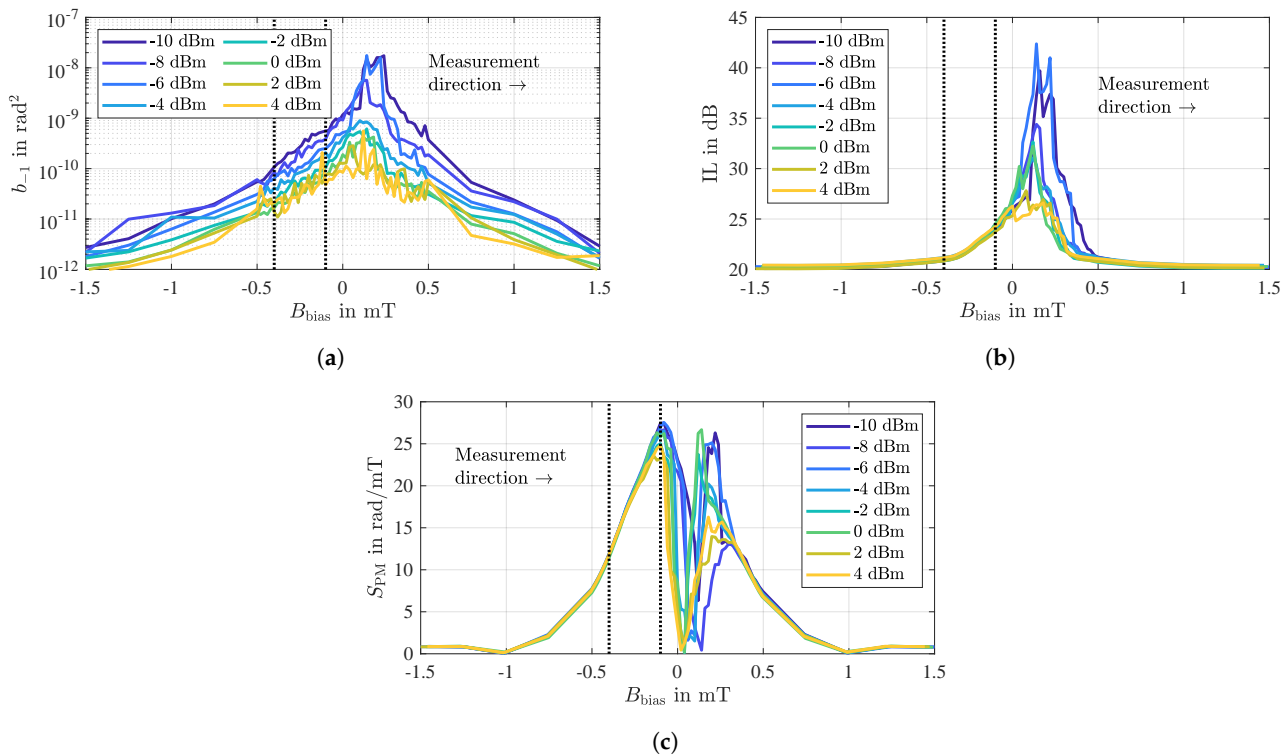 10^-7
10^-8
10^-9
10^-10
10^-11
10^-12
b_−1 in rad^2
-10 dBm
-8 dBm
-6 dBm
-4 dBm
-2 dBm
0 dBm
2 dBm
4 dBm
Measurement
direction →
-1.5 -1 -0.5 0 0.5 1 1.5
B_bias in mT
(a)
45
40
35
30
25
20
IL in dB
-10 dBm
-8 dBm
-6 dBm
-4 dBm
-2 dBm
0 dBm
2 dBm
4 dBm
Measurement
direction →
-1.5 -1 -0.5 0 0.5 1 1.5
B_bias in mT
(b)
30
25
20
15
10
5
0
S_PM in rad/mT
Measurement
direction →
-10 dBm
-8 dBm
-6 dBm
-4 dBm
-2 dBm
0 dBm
2 dBm
4 dBm
-1.5 -1 -0.5 0 0.5 1 1.5
B_bias in mT
(c)